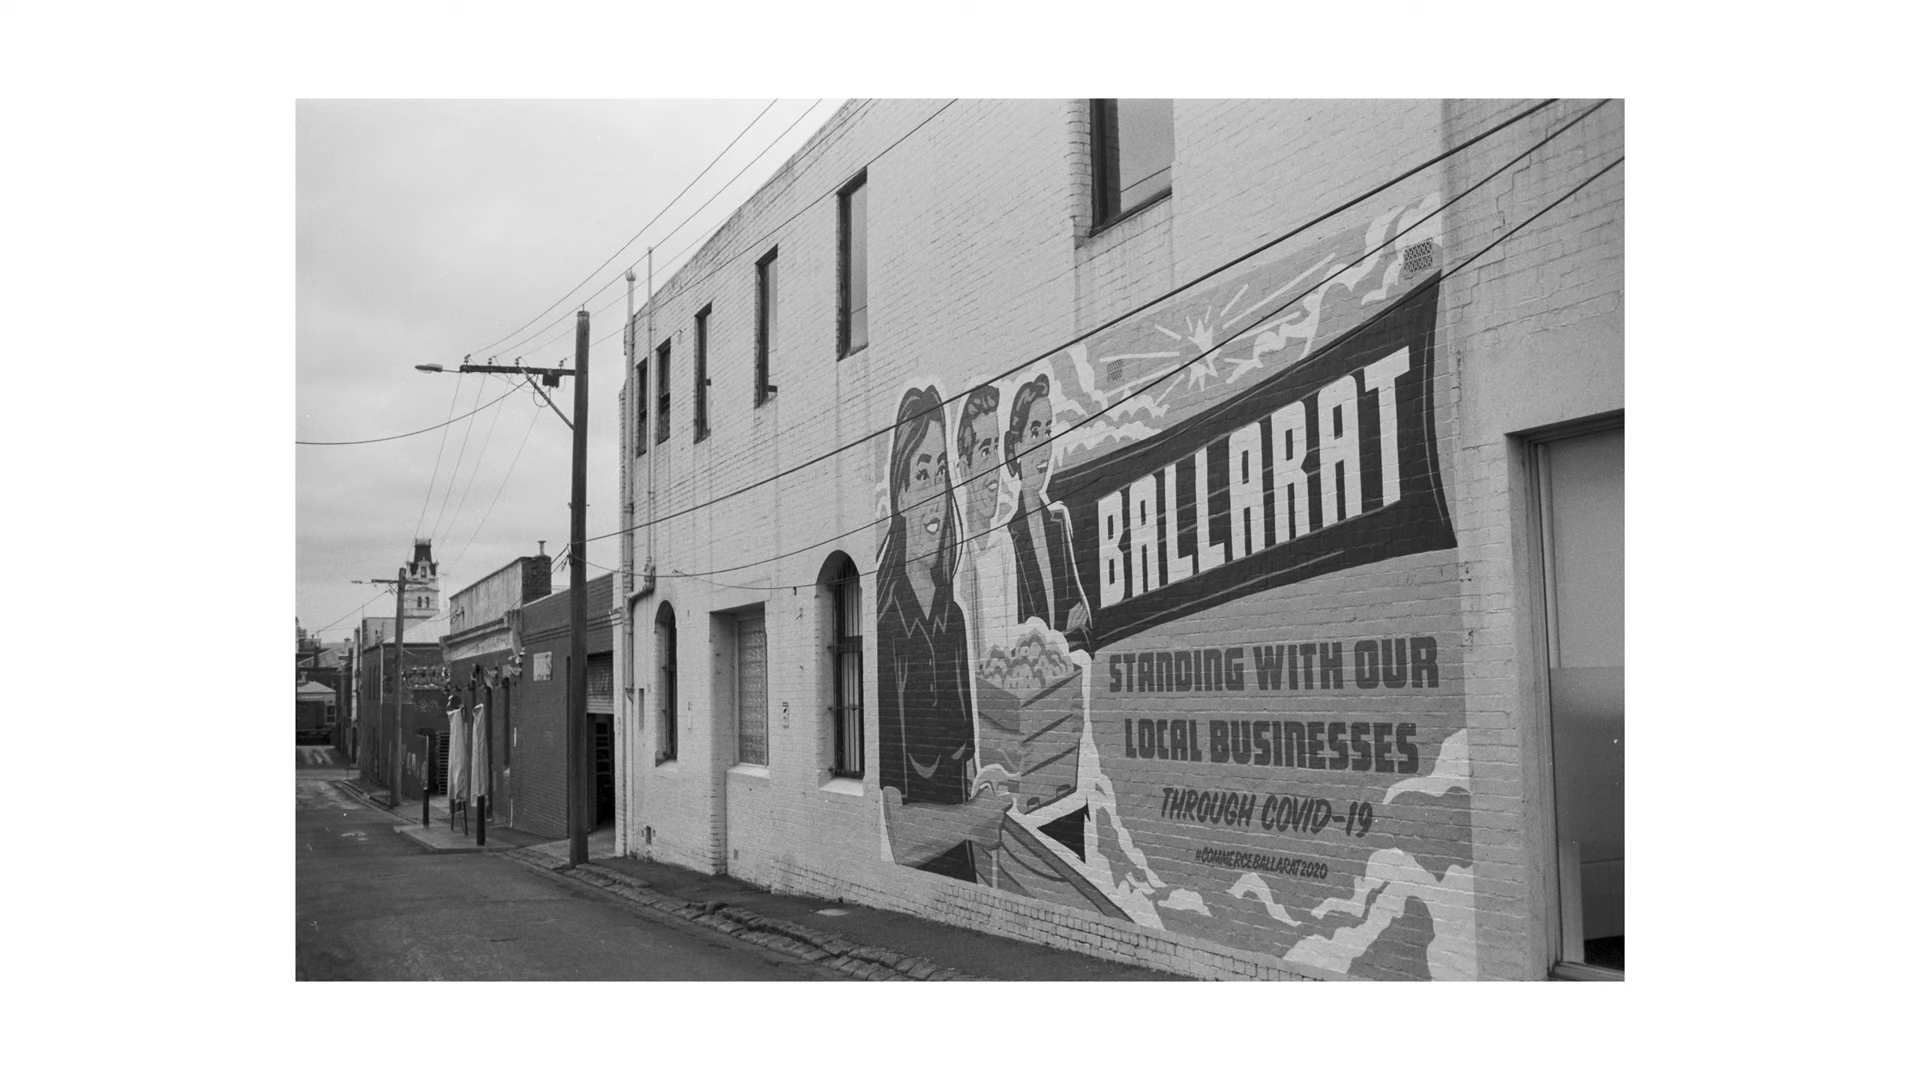 BALLARAT
STANDING WITH OUR
LOCAL BUSINESSES
THROUGH COVID-19
#COMMERCEBALLARAT2020